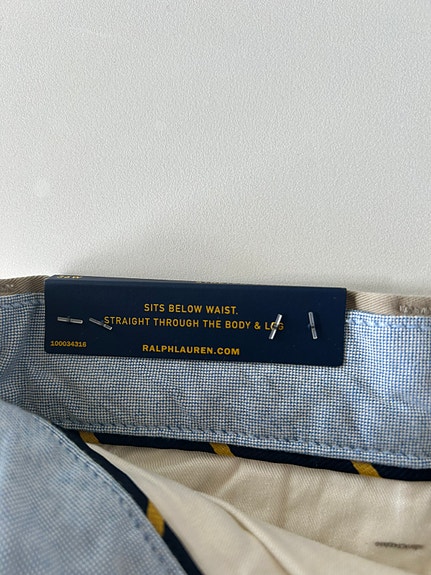 SITS BELOW WAIST,
STRAIGHT THROUGH THE BODY & LEG
100034316
RALPHLAUREN.COM